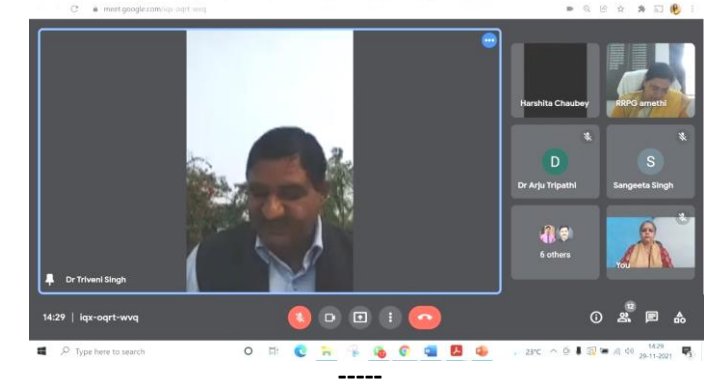 meet.google.com/iqx-oqrt-wvq
Harshita Chaubey
RRPG amethi
D
Dr Arju Tripathi
S
Sangeeta Singh
6 others
You
Dr Triveni Singh
14:29 | iqx-oqrt-wvq
12
Type here to search
23°C
14:29
29-11-2021
-----